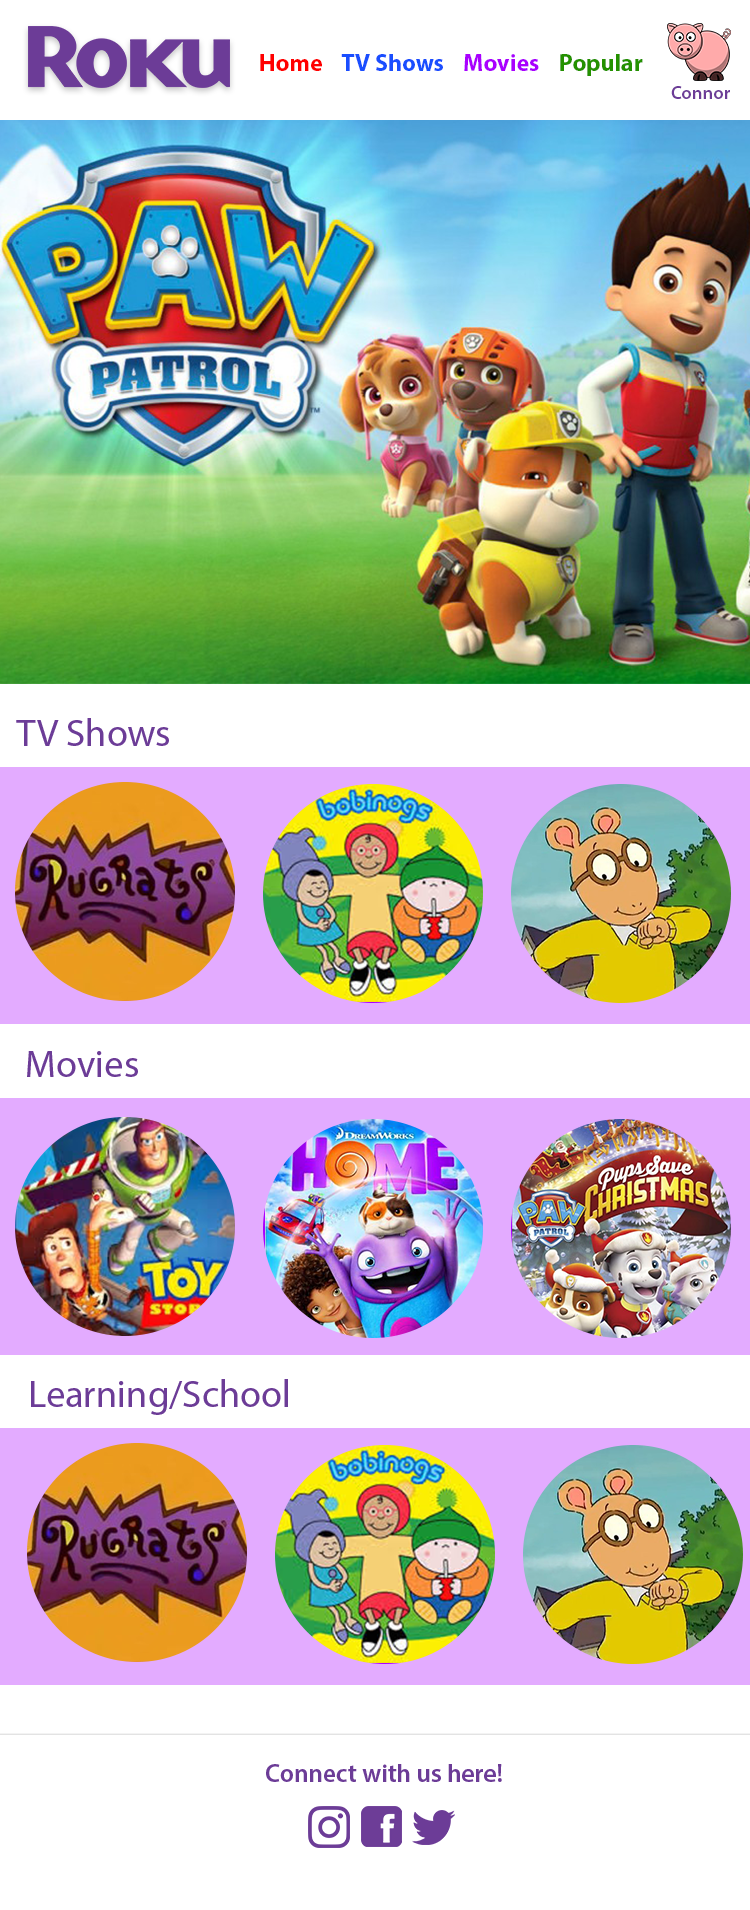 ROKU
Home TV Shows Movies Popular
Connor
PAW
PATROL
TM
TV Shows
RUGRATS
bobinogs
Movies
TOY
STOR
DREAMWORKS
HOME
Pups Save
CHRISTMAS
PAW
PATROL
Learning/School
RUGRATS
bobinogs
Connect with us here!